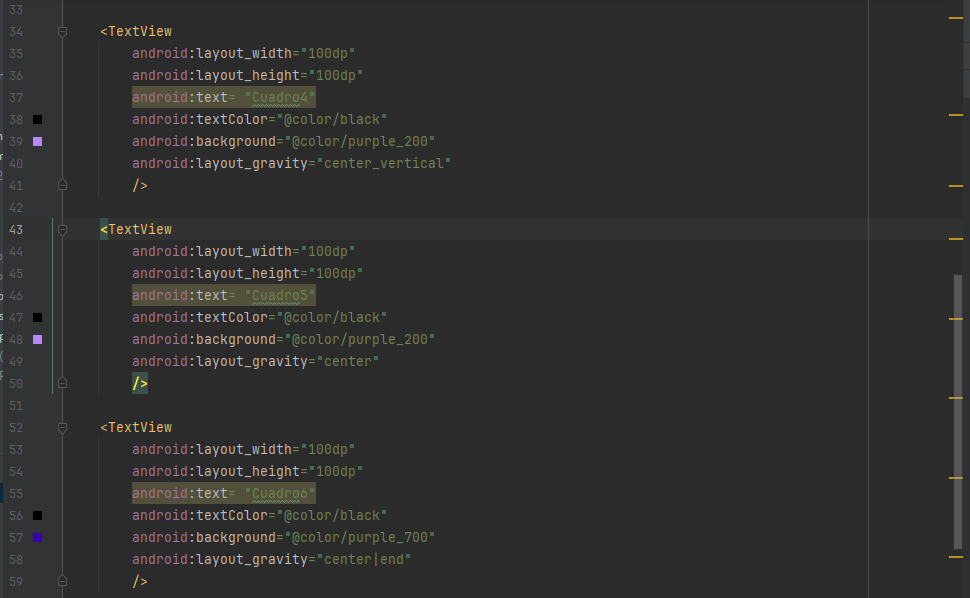 33
34 <TextView
35 android:layout_width="100dp"
36 android:layout_height="100dp"
37 android:text= "Cuadro4"
38 android:textColor="@color/black"
39 android:background="@color/purple_200"
40 android:layout_gravity="center_vertical"
41 />
42
43 <TextView
44 android:layout_width="100dp"
45 android:layout_height="100dp"
46 android:text= "Cuadro5"
47 android:textColor="@color/black"
48 android:background="@color/purple_200"
49 android:layout_gravity="center"
50 />
51
52 <TextView
53 android:layout_width="100dp"
54 android:layout_height="100dp"
55 android:text= "Cuadro6"
56 android:textColor="@color/black"
57 android:background="@color/purple_700"
58 android:layout_gravity="center|end"
59 />